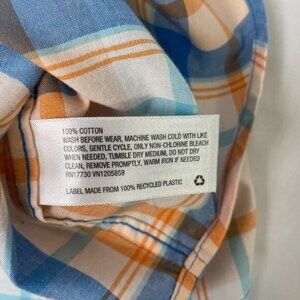 100% COTTON
WASH BEFORE WEAR, MACHINE WASH COLD WITH LIKE
COLORS, GENTLE CYCLE, ONLY NON-CHLORINE BLEACH
WHEN NEEDED, TUMBLE DRY MEDIUM, DO NOT DRY
CLEAN, REMOVE PROMPTLY, WARM IRON IF NEEDED
RN17730 VN1205859
LABEL MADE FROM 100% RECYCLED PLASTIC